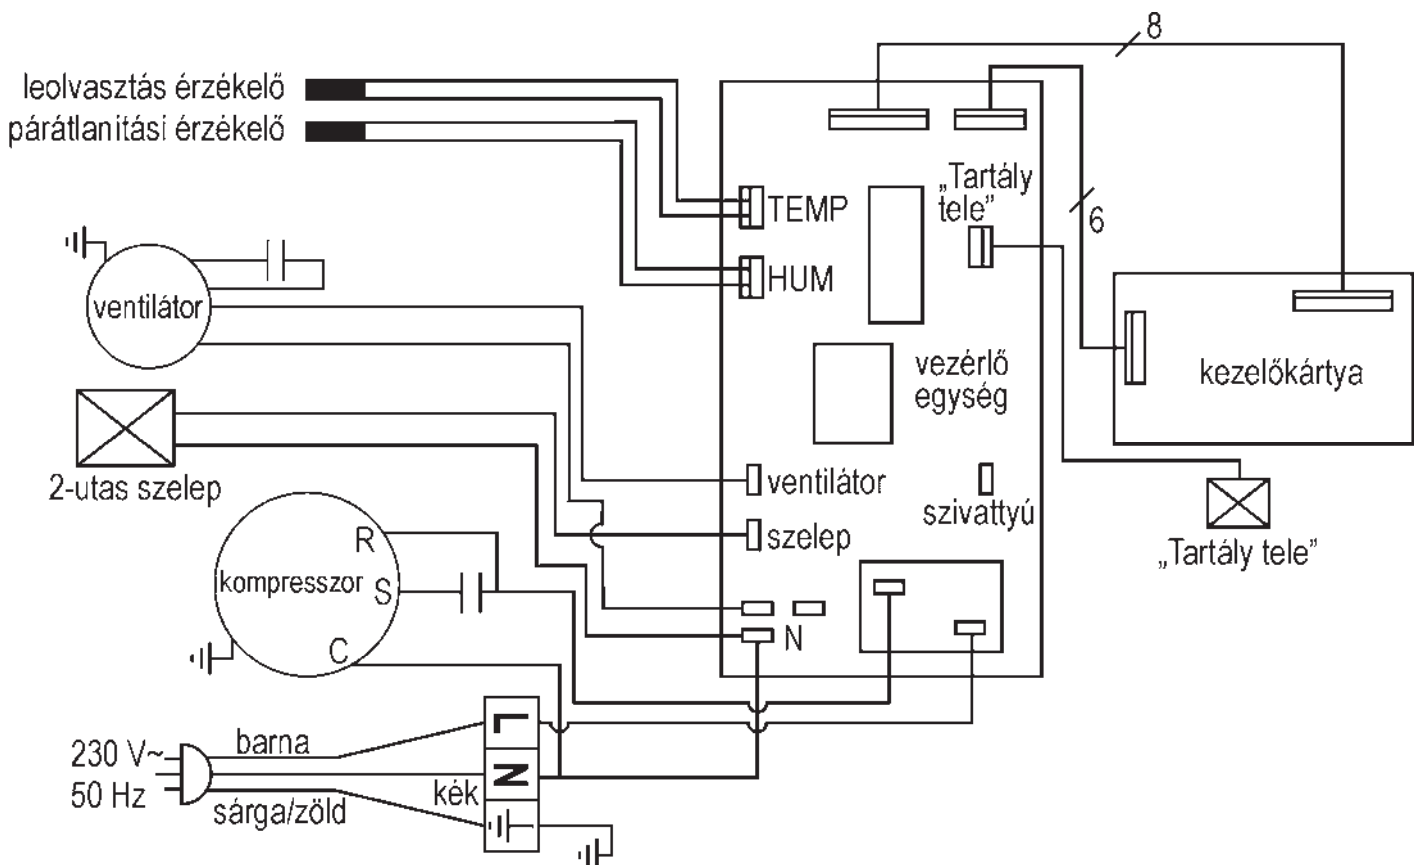 8
leolvasztás érzékelő
párátlanitási érzékelő
„Tartály
tele”
TEMP
6
HUM
ventilátor
vezérlő
egység
kezelőkártya
2-utas szelep
ventilátor
szivattyú
szelep
„Tartály tele”
R
kompresszor
S
C
N
L
230 V~
barna
N
50 Hz
kék
sárga/zöld